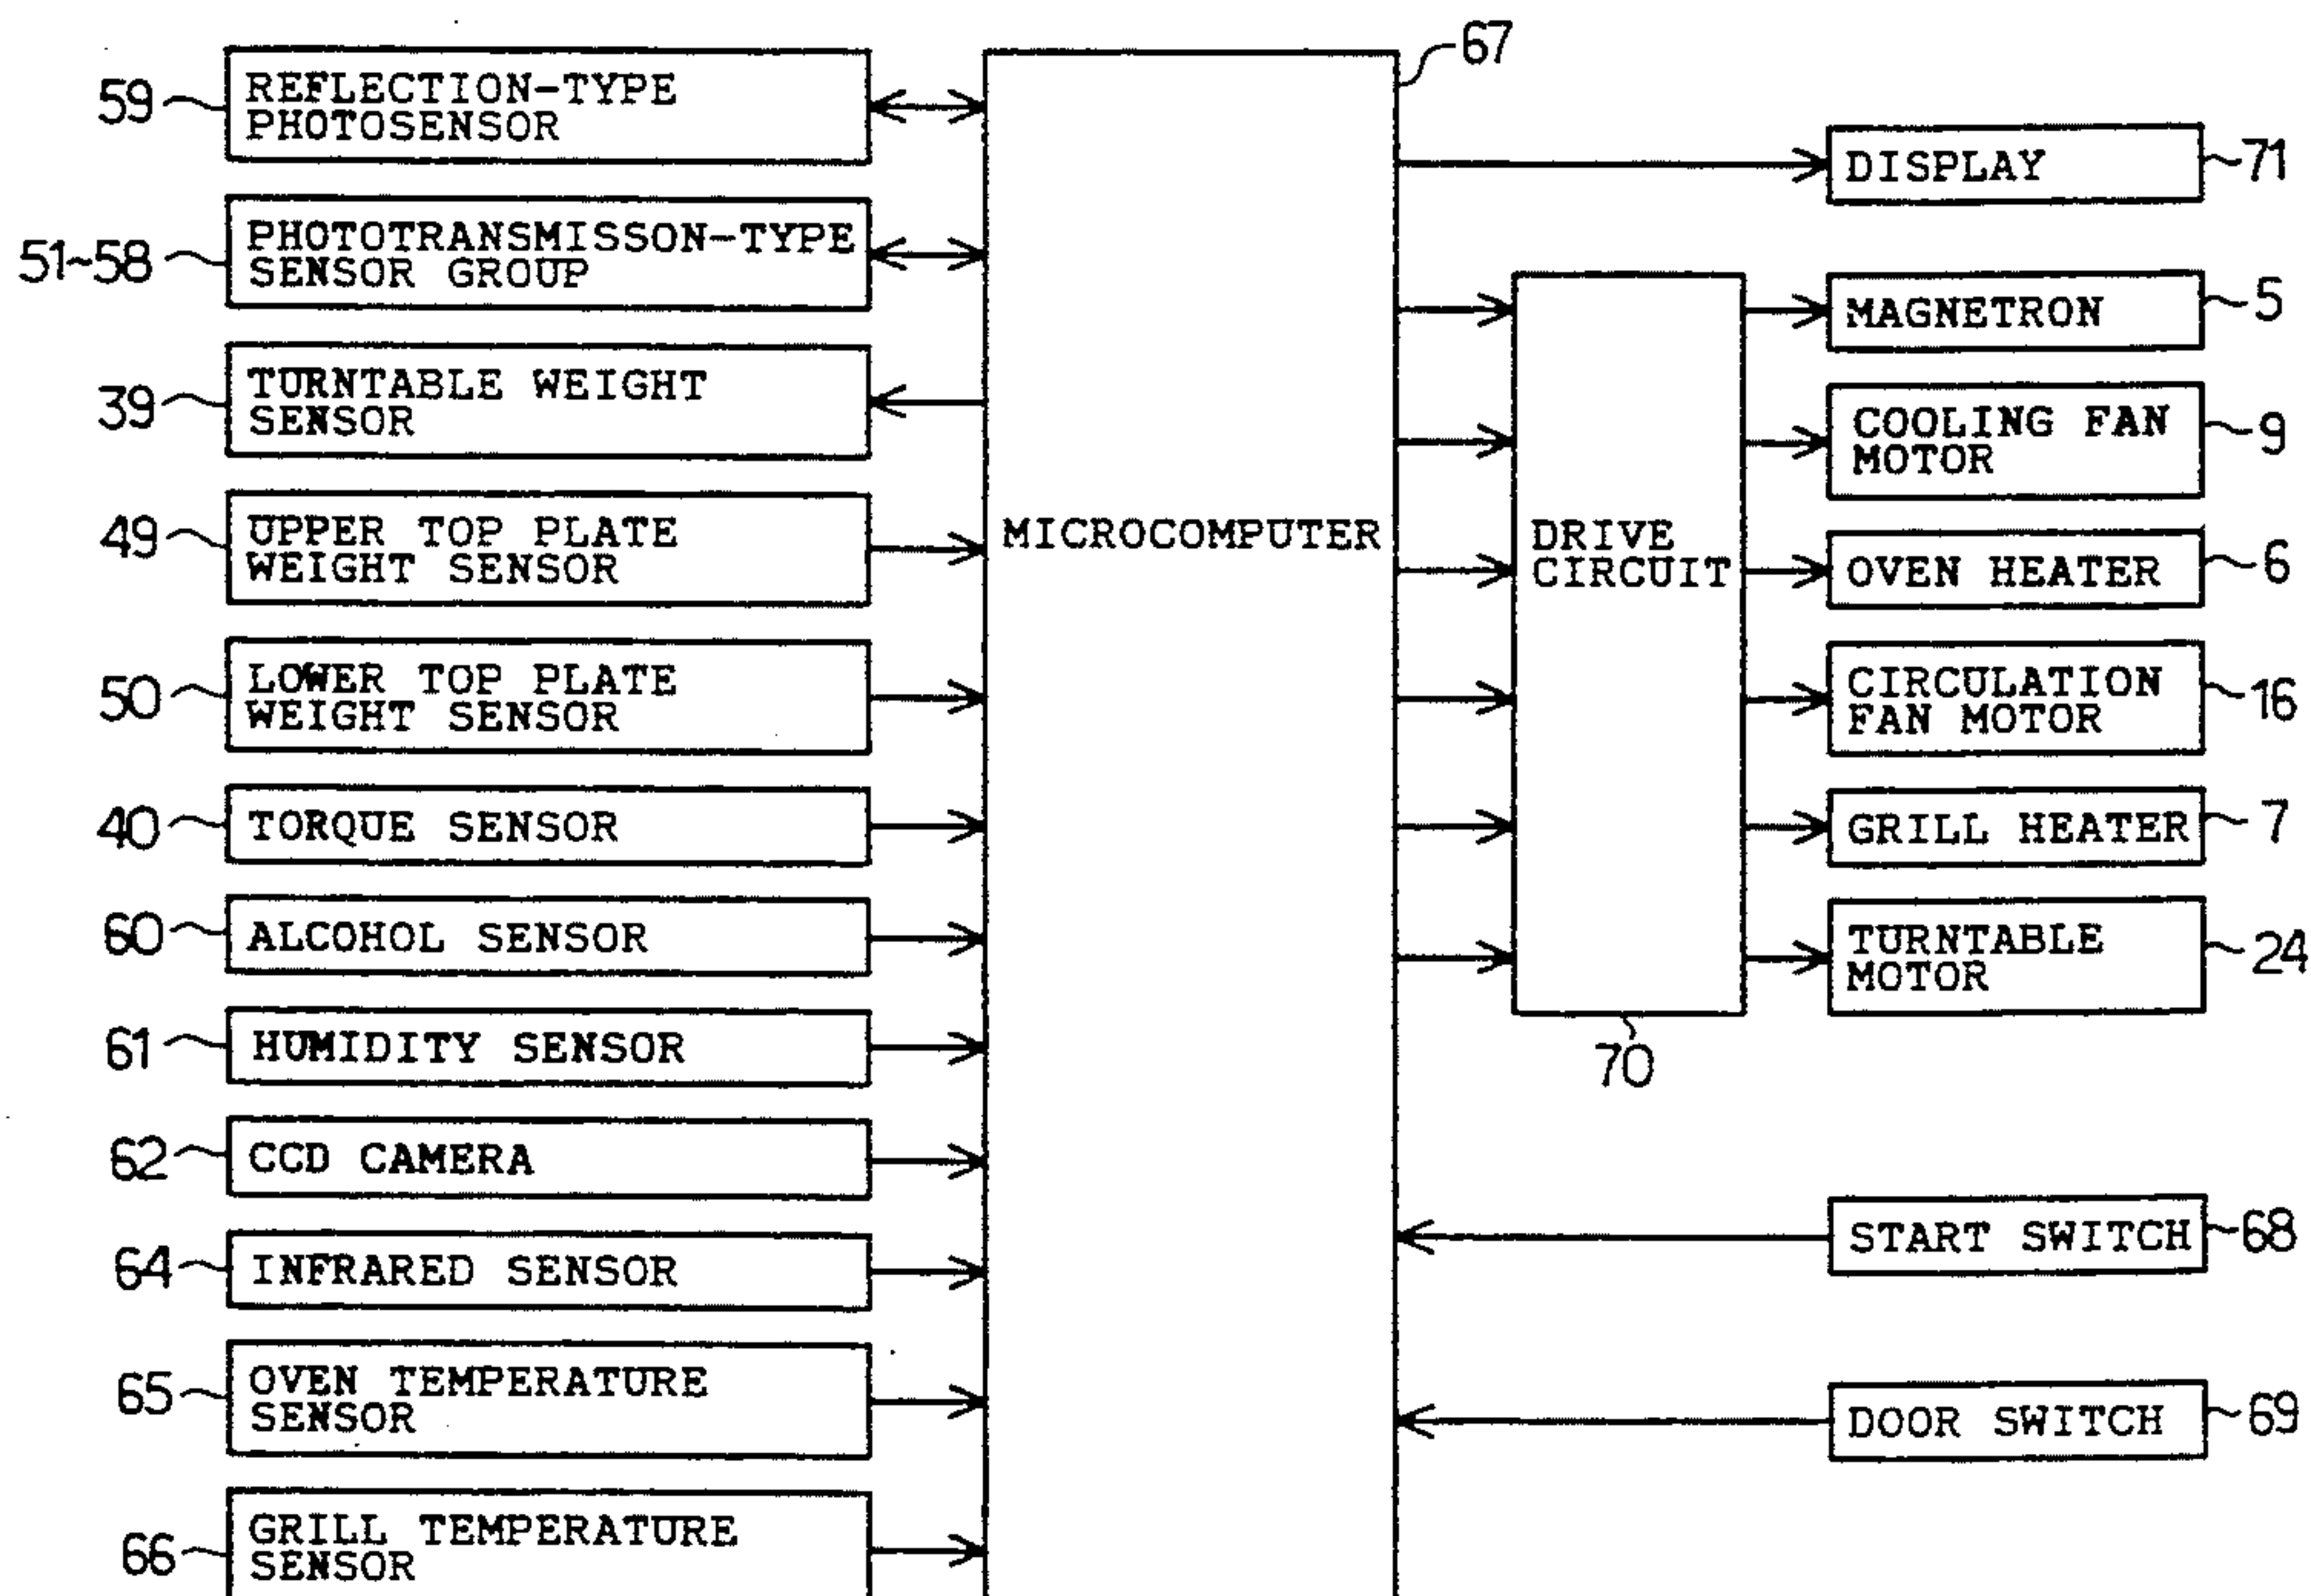 59
REFLECTION-TYPE
PHOTOSENSOR
51~58
PHOTOTRANSMISSON-TYPE
SENSOR GROUP
39
TURNTABLE WEIGHT
SENSOR
49
UPPER TOP PLATE
WEIGHT SENSOR
50
LOWER TOP PLATE
WEIGHT SENSOR
40
TORQUE SENSOR
60
ALCOHOL SENSOR
61
HUMIDITY SENSOR
62
CCD CAMERA
64
INFRARED SENSOR
65
OVEN TEMPERATURE
SENSOR
66
GRILL TEMPERATURE
SENSOR
67
MICROCOMPUTER
DRIVE
CIRCUIT
70
DISPLAY
71
MAGNETRON
5
COOLING FAN
MOTOR
9
OVEN HEATER
6
CIRCULATION
FAN MOTOR
16
GRILL HEATER
7
TURNTABLE
MOTOR
24
START SWITCH
68
DOOR SWITCH
69